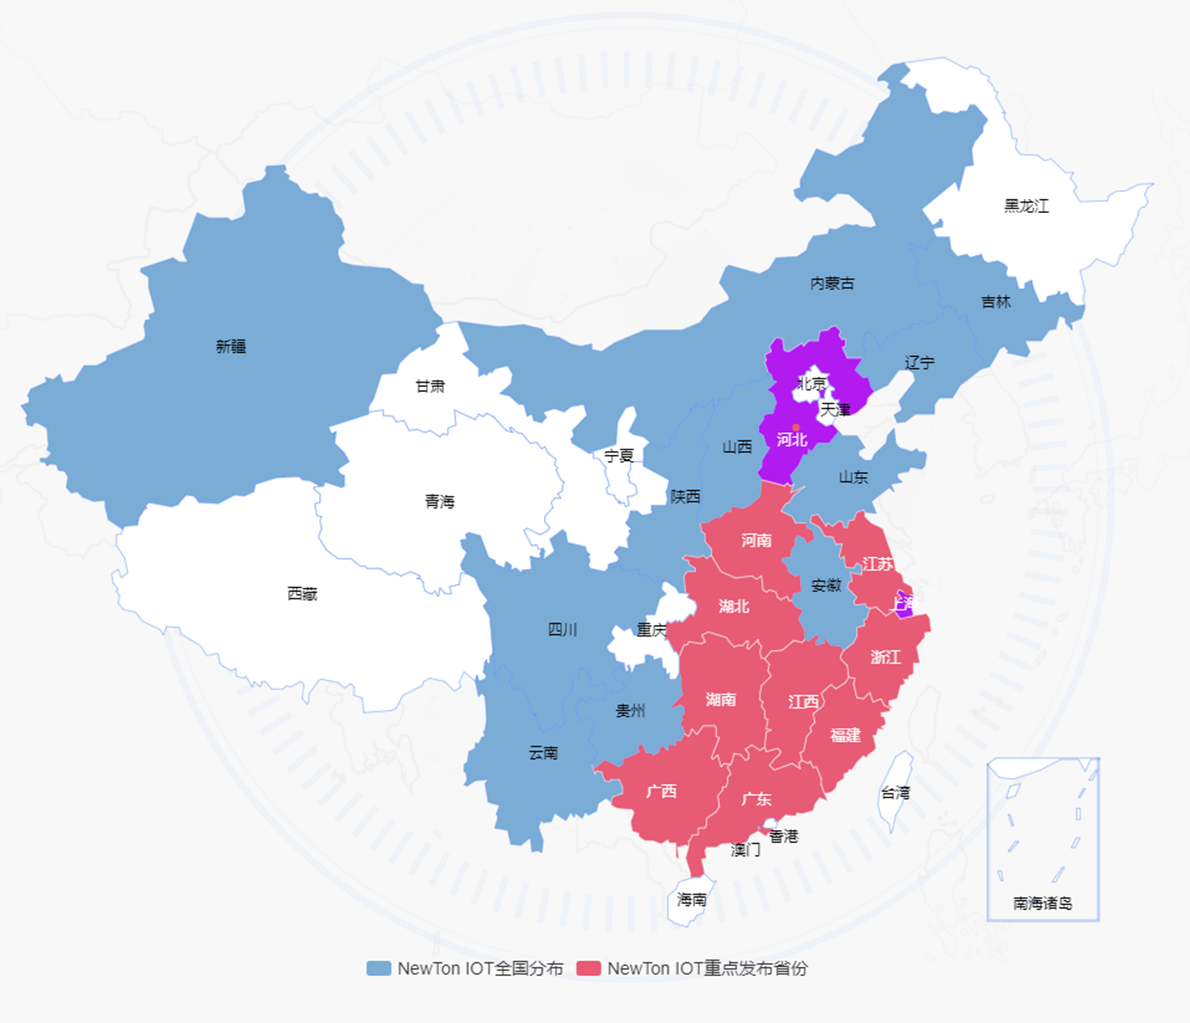 黑龙江
内蒙古
吉林
新疆
辽宁
甘肃
北京
天津
河北
山西
宁夏
山东
陕西
青海
河南
江苏
安徽
西藏
上海
湖北
四川
重庆
浙江
湖南
江西
贵州
福建
云南
广西
台湾
广东
香港
澳门
海南
南海诸岛
NewTon IOT全国分布 NewTon IOT重点发布省份